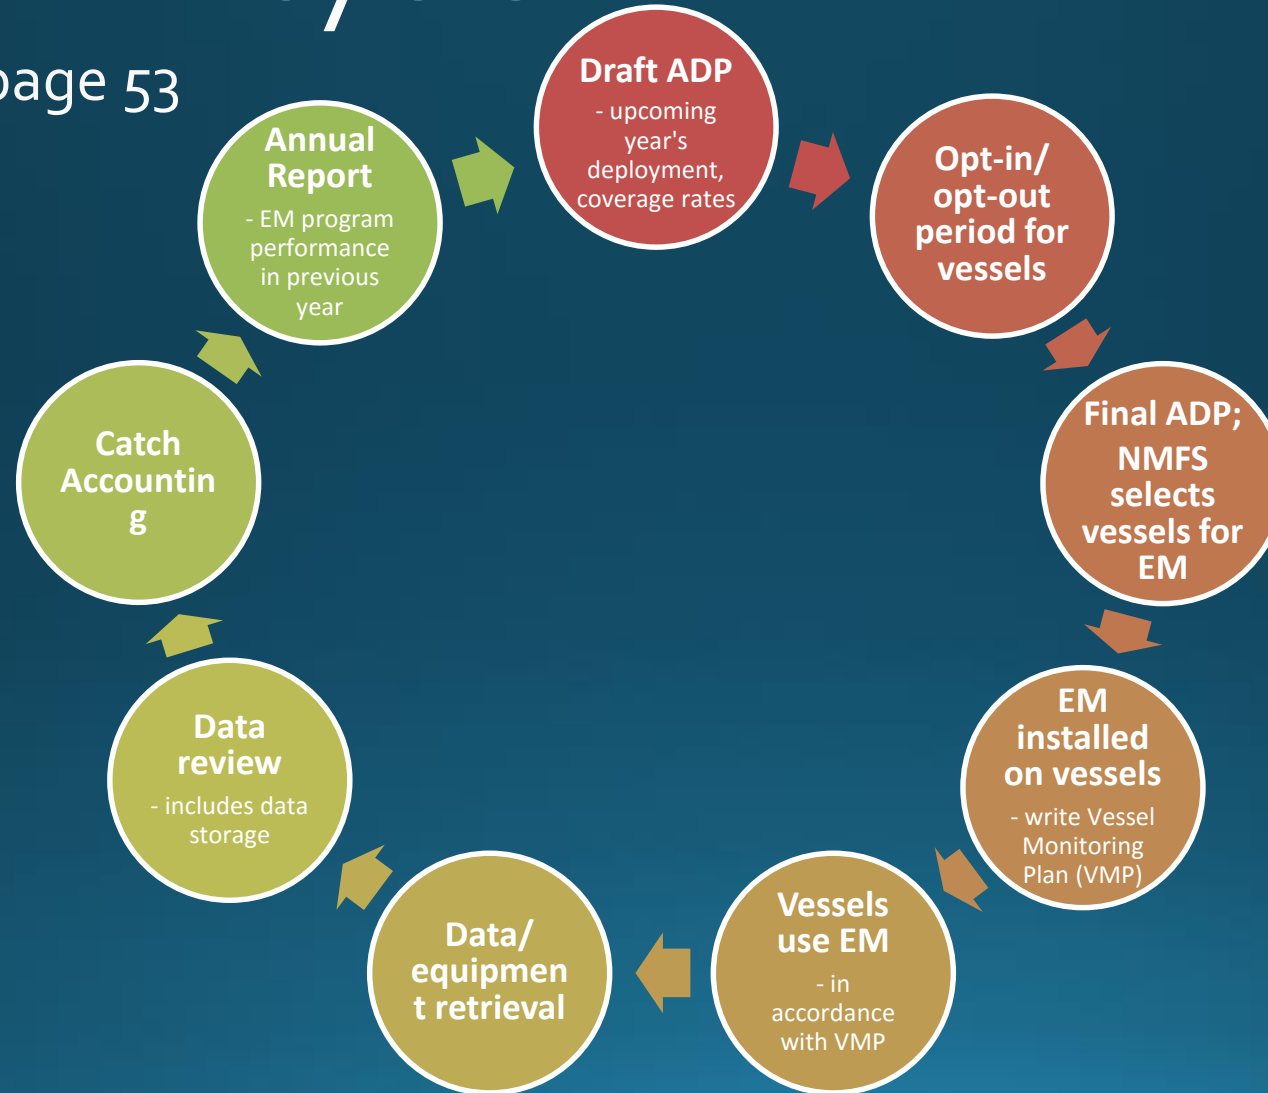 page 53
Draft ADP
- upcoming
year's
deployment,
coverage rates
Opt-in/
opt-out
period for
vessels
Final ADP;
NMFS
selects
vessels for
EM
EM
installed
on vessels
- write Vessel
Monitoring
Plan (VMP)
Vessels
use EM
- in
accordance
with VMP
Data/
equipmen
t retrieval
Data
review
- includes data
storage
Catch
Accountin
g
Annual
Report
- EM program
performance
in previous
year